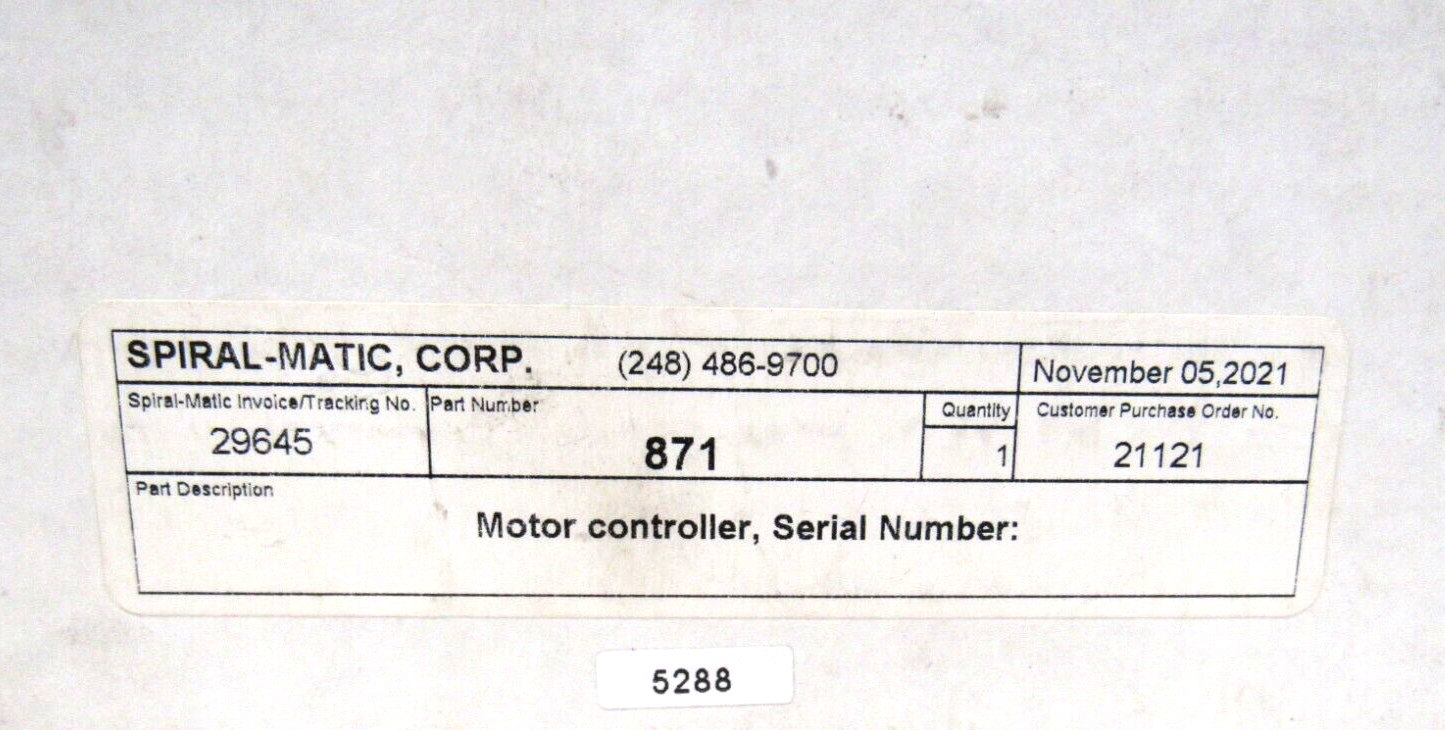 SPIRAL-MATIC, CORP. (248) 486-9700 November 05,2021
Spiral-Matic Invoice/Tracking No. Part Number Quantity Customer Purchase Order No.
29645 871 1 21121
Part Description
Motor controller, Serial Number:
5288